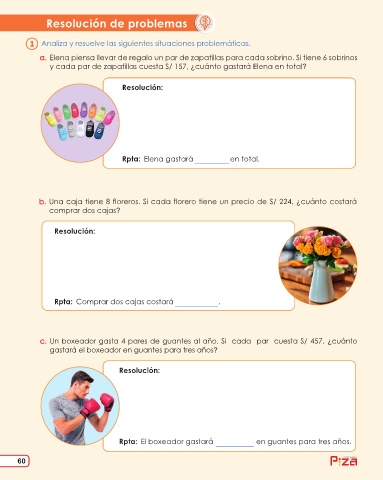 Resolución de problemas
1 Analiza y resuelve las siguientes situaciones problemáticas.
a. Elena piensa llevar de regalo un par de zapatillas para cada sobrino. Si tiene 6 sobrinos
y cada par de zapatillas cuesta S/ 157, ¿cuánto gastará Elena en total?
Resolución:
Rpta: Elena gastará _________ en total.
b. Una caja tiene 8 floreros. Si cada florero tiene un precio de S/ 224, ¿cuánto costará
comprar dos cajas?
Resolución:
Rpta: Comprar dos cajas costará ___________.
c. Un boxeador gasta 4 pares de guantes al año. Si cada par cuesta S/ 457, ¿cuánto
gastará el boxeador en guantes para tres años?
Resolución:
Rpta: El boxeador gastará __________ en guantes para tres años.
60